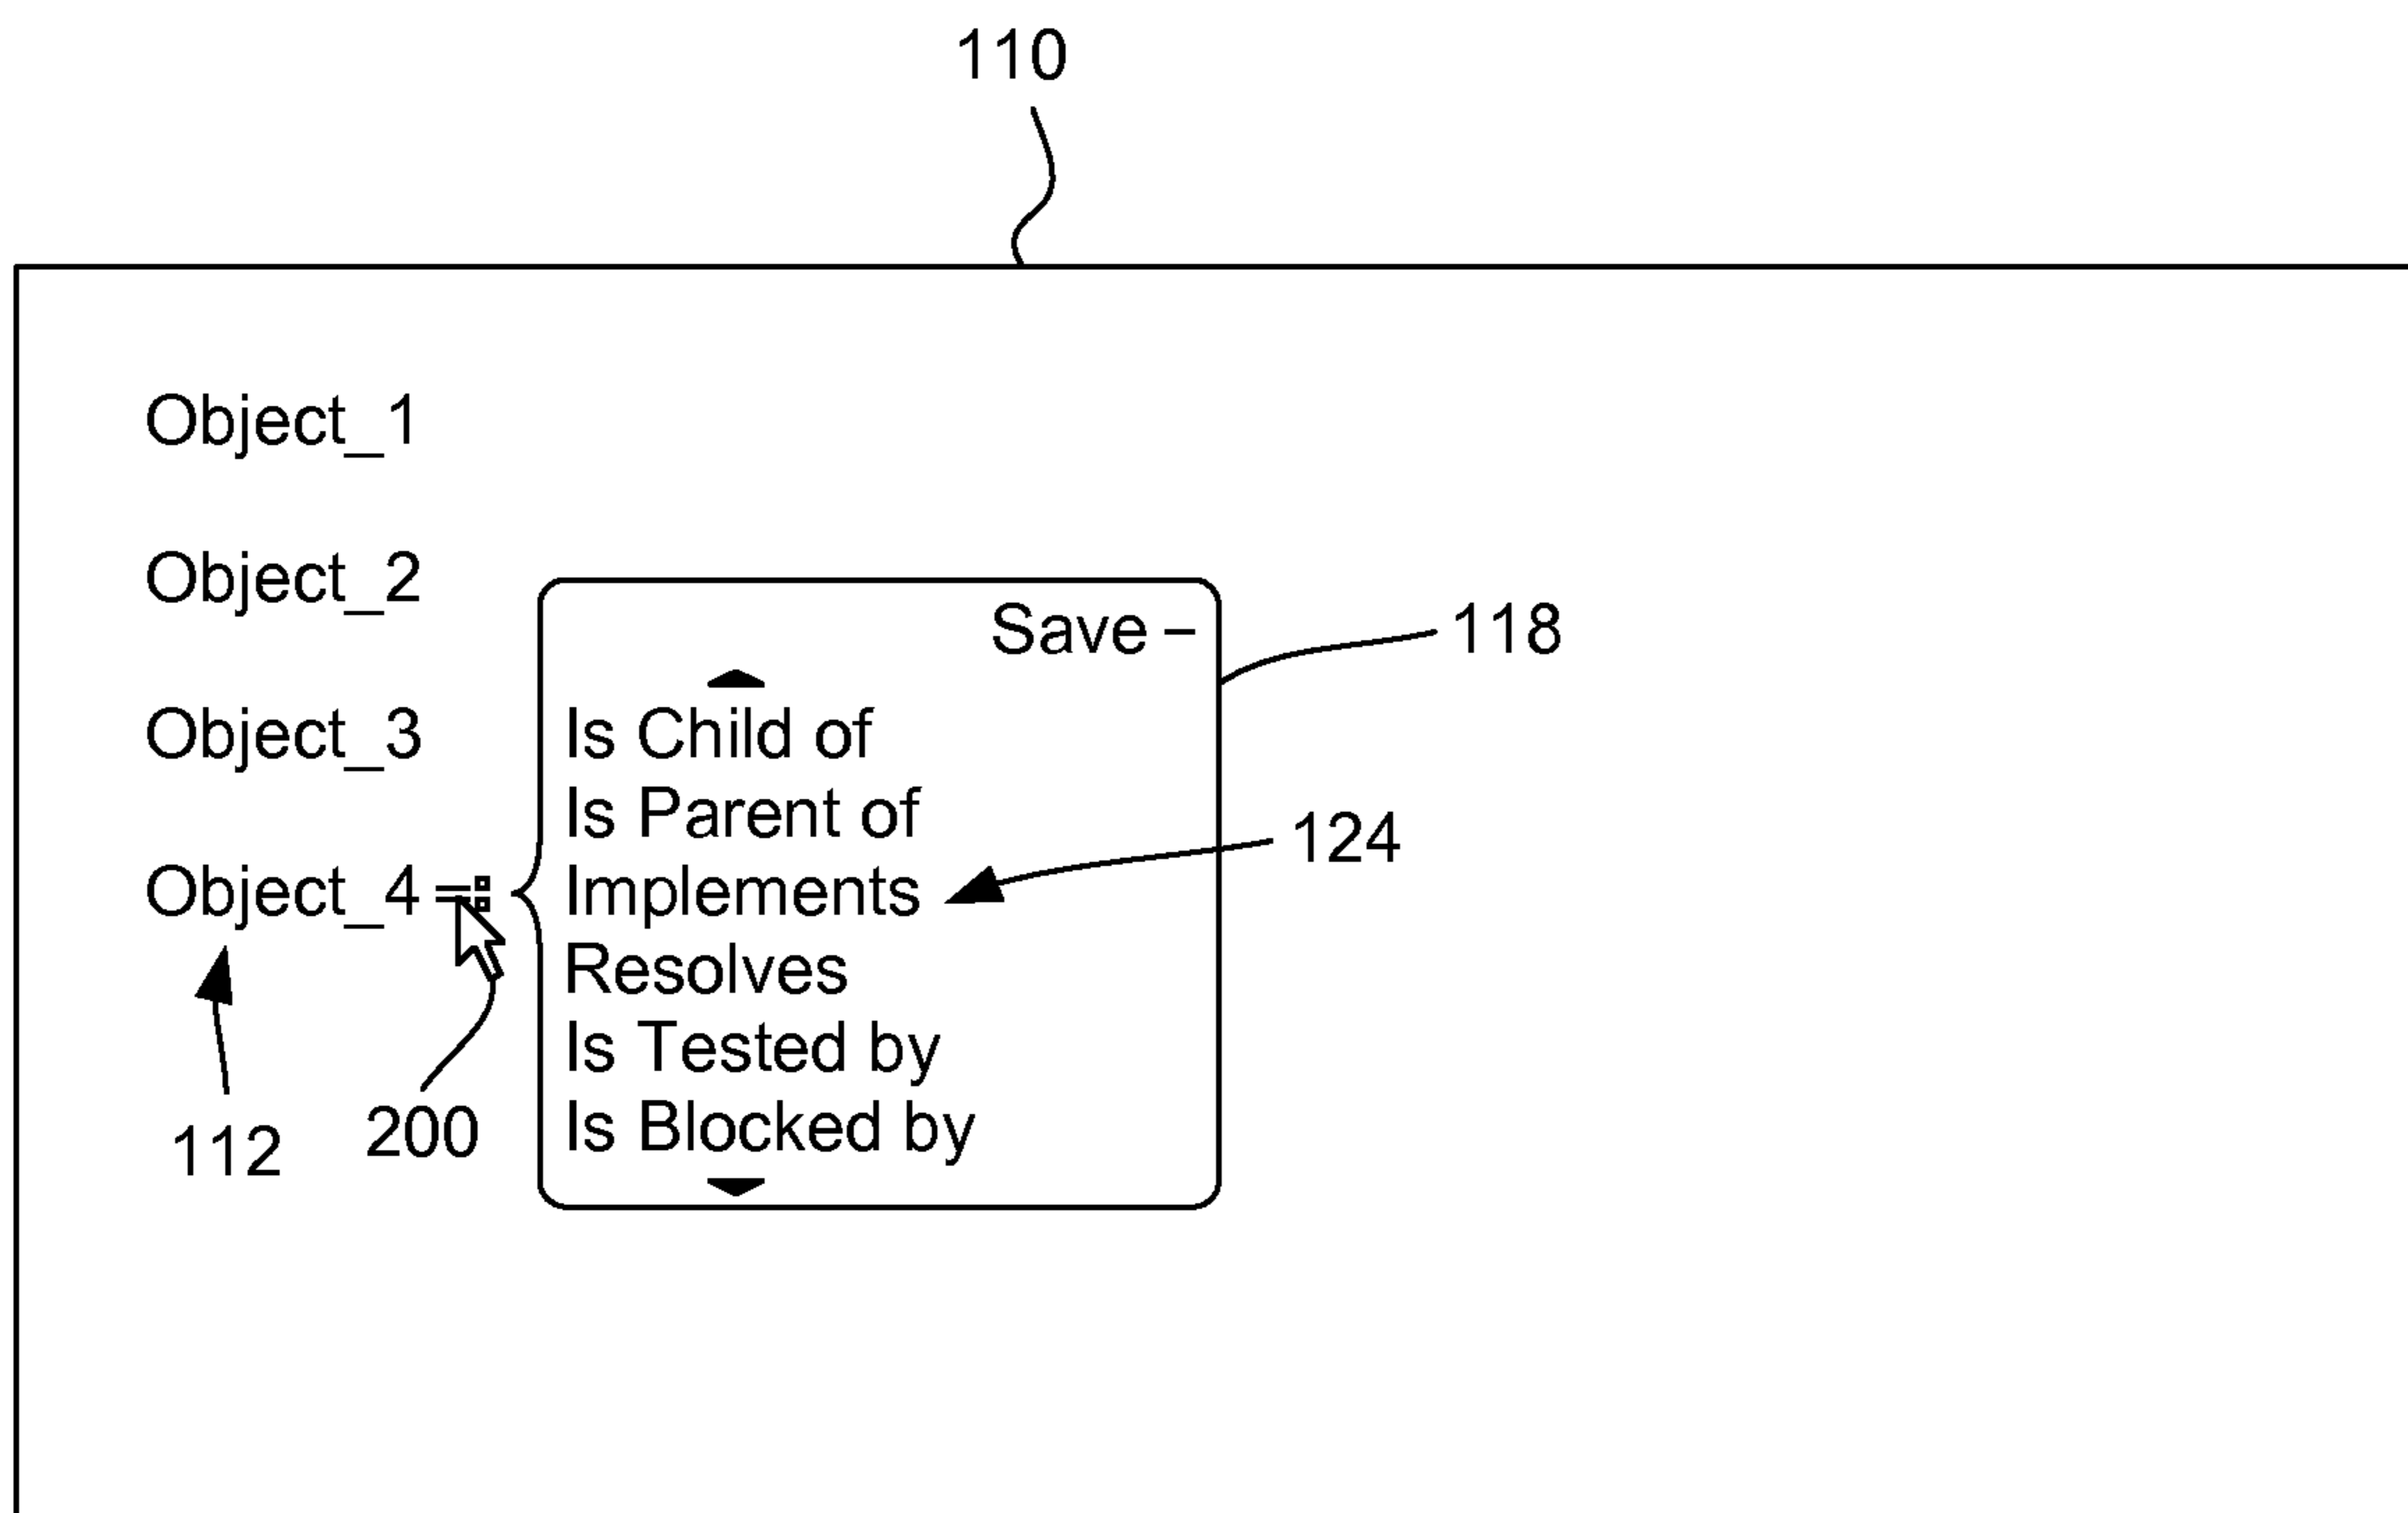 110
Object_1
Object_2
Save –
118
Object_3
Is Child of
Is Parent of
124
Object_4
Implements
Resolves
Is Tested by
112
200
Is Blocked by